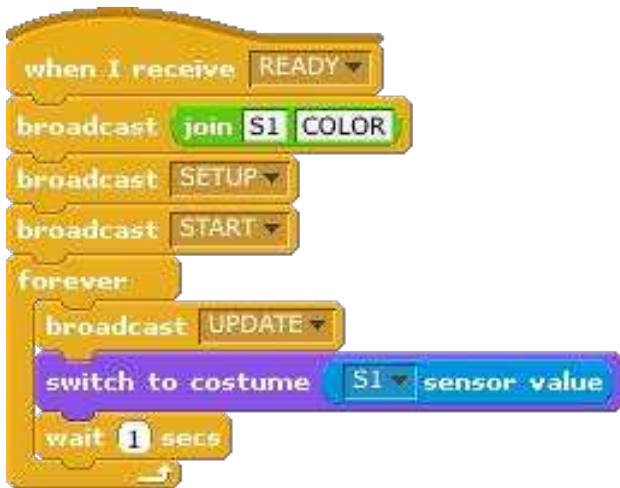 when I receive READY
broadcast join S1 COLOR
broadcast SETUP
broadcast START
forever
broadcast UPDATE
switch to costume S1 sensor value
wait 1 secs